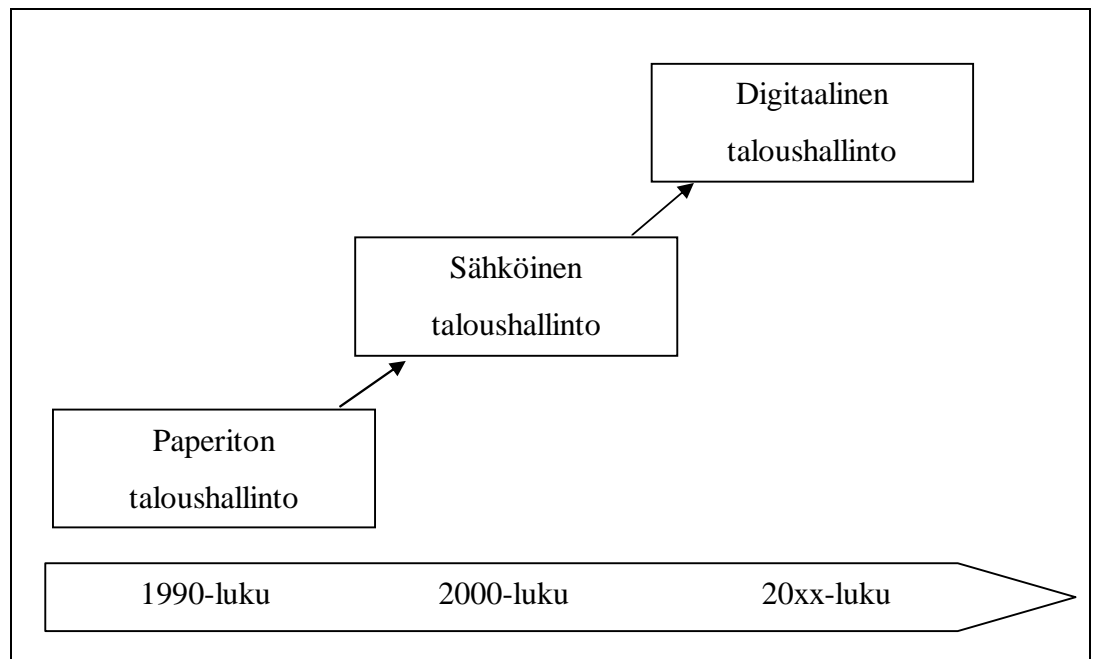 Digitaalinen
taloushallinto
Sähköinen
taloushallinto
Paperiton
taloushallinto
1990-luku 2000-luku 20xx-luku